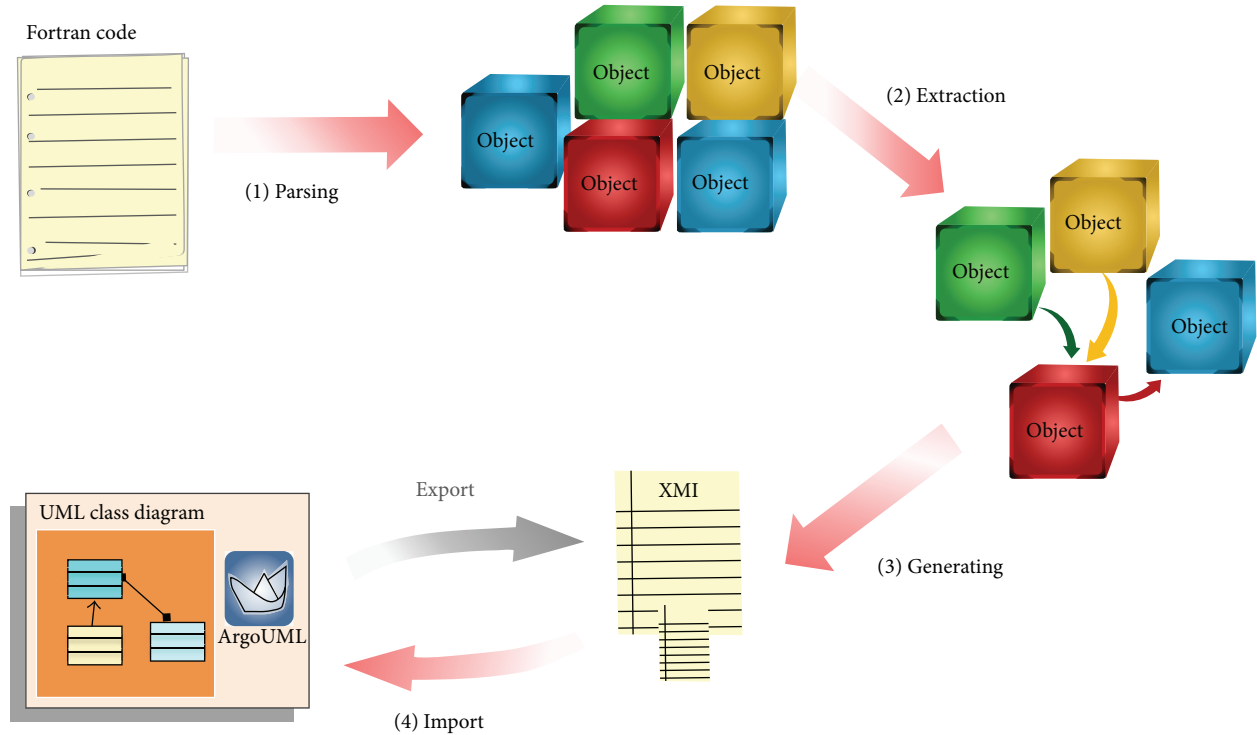 Fortran code
(1) Parsing
Object
Object
Object
Object
Object
(2) Extraction
Object
Object
Object
Object
(3) Generating
XMI
Export
(4) Import
UML class diagram
ArgoUML